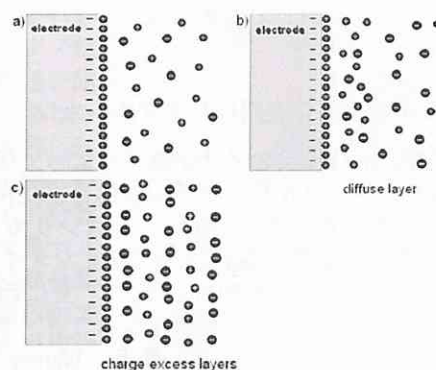 a)
electrode
b)
electrode
diffuse layer
c)
electrode
charge excess layers